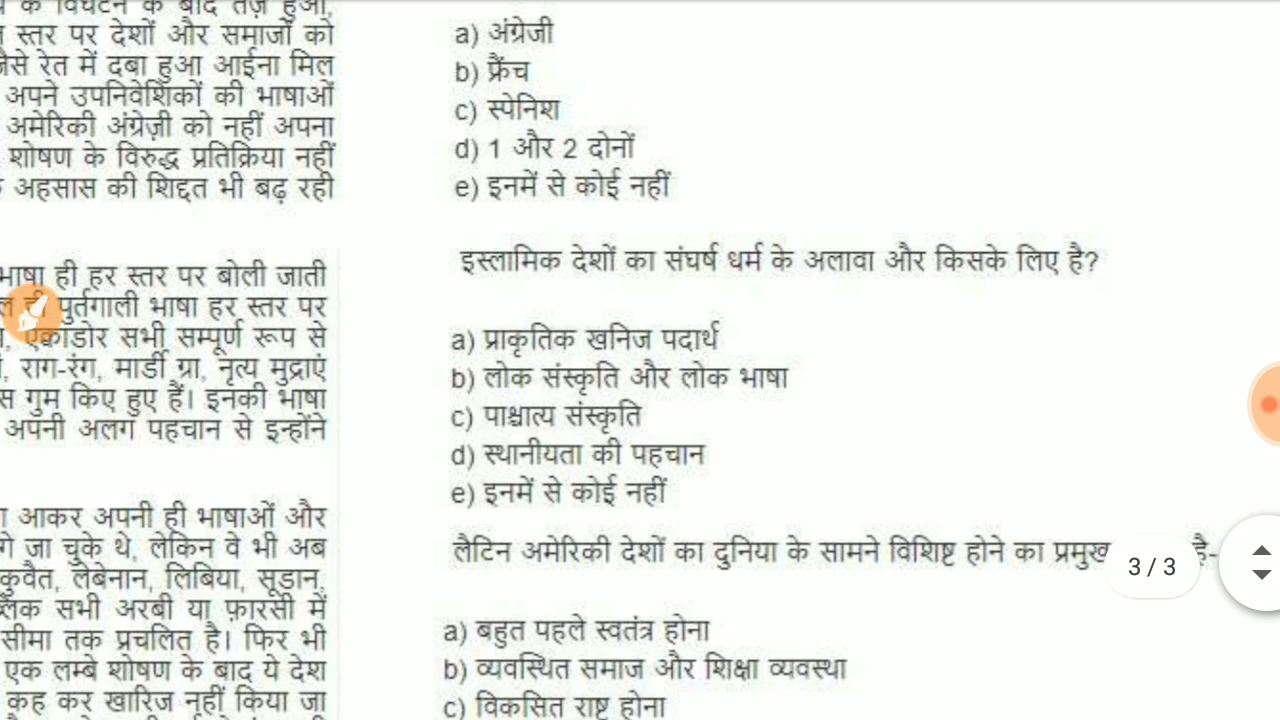 के विघटन के बाद तेज़ हुआ,
स्तर पर देशों और समाजों को
जैसे रेत में दबा हुआ आईना मिल
अपने उपनिवेशिकों की भाषाओं
अमेरिकी अंग्रेज़ी को नहीं अपना
शोषण के विरुद्ध प्रतिक्रिया नहीं
अहसास की शिद्दत भी बढ़ रही
भाषा ही हर स्तर पर बोली जाती
पुर्तगाली भाषा हर स्तर पर
एक्वाडोर सभी सम्पूर्ण रूप से
राग-रंग, मार्डी ग्रा, नृत्य मुद्राएं
गुम किए हुए हैं। इनकी भाषा
अपनी अलग पहचान से इन्होंने
आकर अपनी ही भाषाओं और
जा चुके थे, लेकिन वे भी अब
कुवैत, लेबेनान, लिबिया, सूडान,
सभी अरबी या फ़ारसी में
सीमा तक प्रचलित है। फिर भी
एक लम्बे शोषण के बाद ये देश
कह कर खारिज नहीं किया जा
a) अंग्रेजी
b) फ्रैंच
c) स्पेनिश
d) 1 और 2 दोनों
e) इनमें से कोई नहीं
इस्लामिक देशों का संघर्ष धर्म के अलावा और किसके लिए है?
a) प्राकृतिक खनिज पदार्थ
b) लोक संस्कृति और लोक भाषा
c) पाश्चात्य संस्कृति
d) स्थानीयता की पहचान
e) इनमें से कोई नहीं
लैटिन अमेरिकी देशों का दुनिया के सामने विशिष्ट होने का प्रमुख है-
3 / 3
a) बहुत पहले स्वतंत्र होना
b) व्यवस्थित समाज और शिक्षा व्यवस्था
c) विकसित राष्ट्र होना